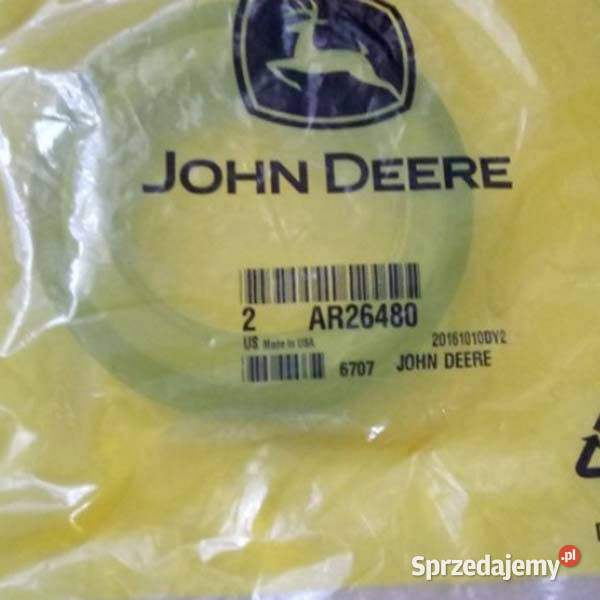 JOHN DEERE
2 AR26480
US Made in USA 20161010DY2
6707 JOHN DEERE
Sprzedajemy.pl